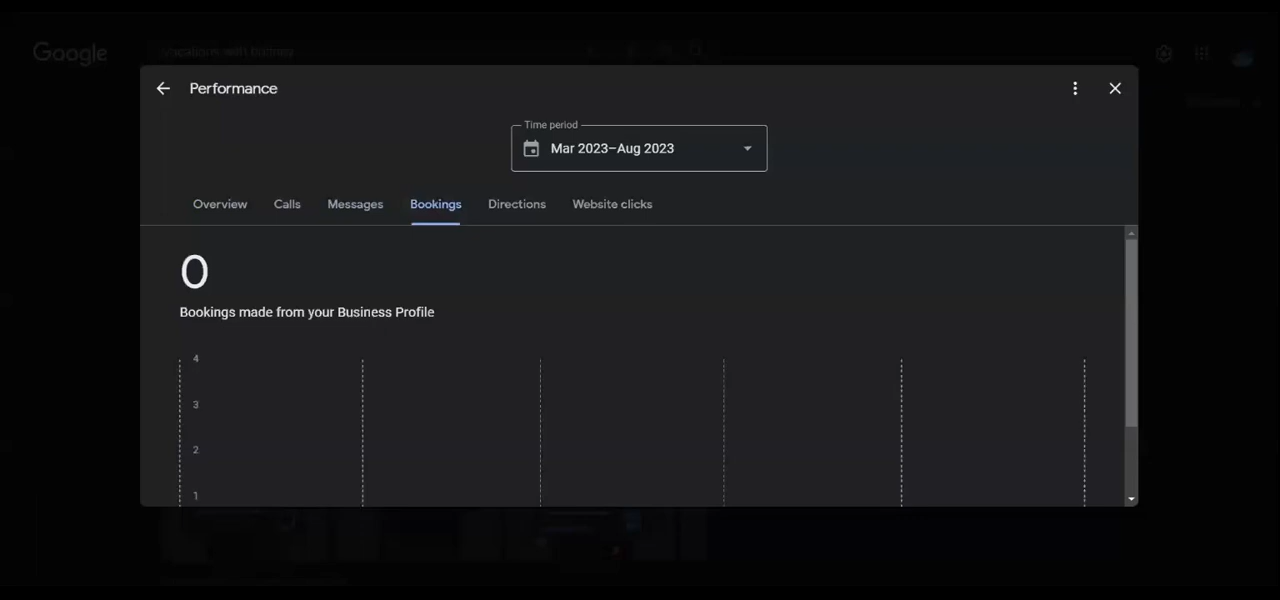 Google
Performance
Time period
Mar 2023–Aug 2023
Overview
Calls
Messages
Bookings
Directions
Website clicks
0
Bookings made from your Business Profile
4
3
2
1